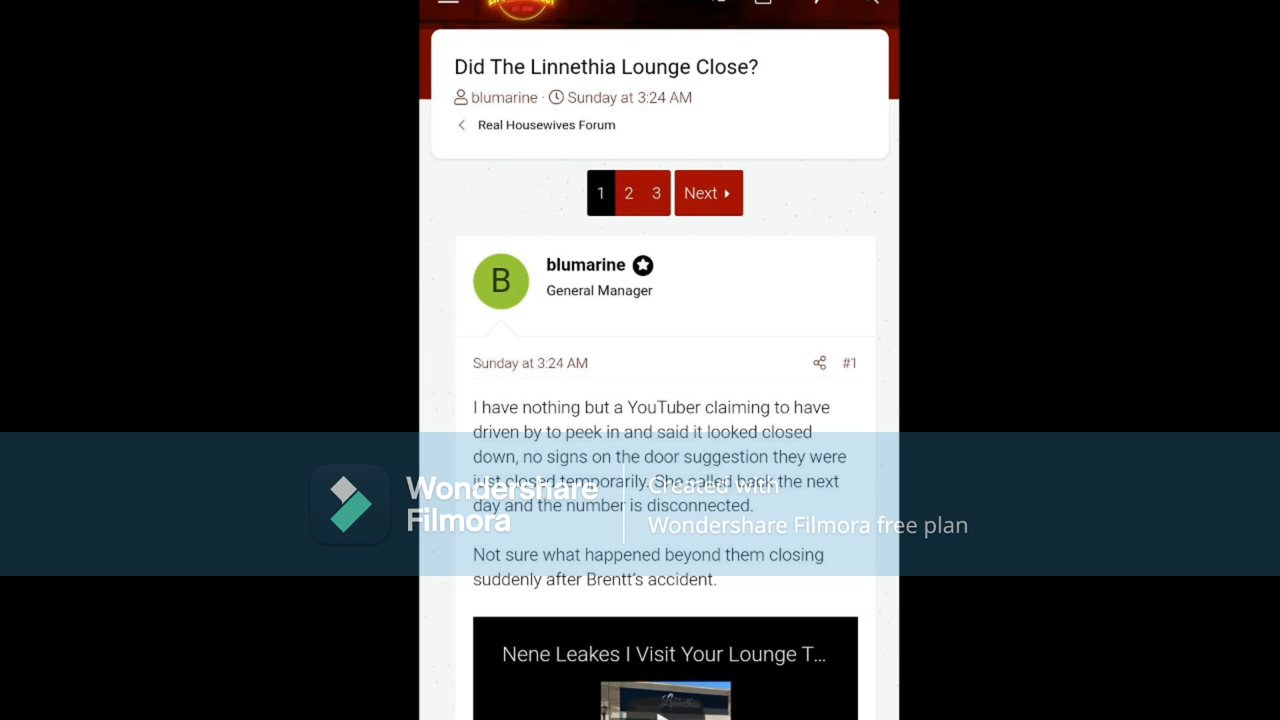 Did The Linnethia Lounge Close?
blumarine · Sunday at 3:24 AM
Real Housewives Forum
1 2 3 Next
B
blumarine
General Manager
Sunday at 3:24 AM #1
I have nothing but a YouTuber claiming to have
driven by to peek in and said it looked closed
down, no signs on the door suggestion they were
just closed temporarily. She called back the next
day and the number is disconnected.
Wondershare
Filmora
Created with
Wondershare Filmora free plan
Not sure what happened beyond them closing
suddenly after Brentt's accident.
Nene Leakes I Visit Your Lounge T...
Linnethia